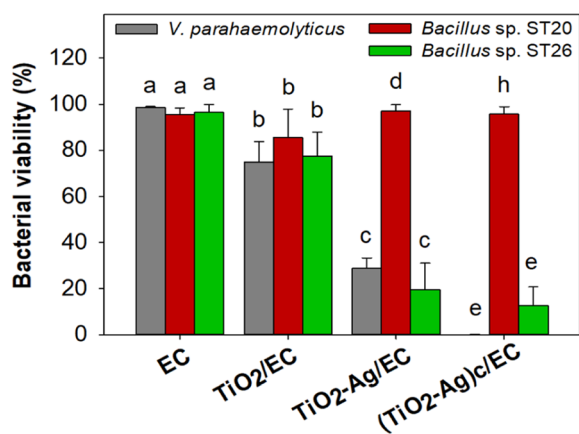 V. parahaemolyticus
Bacillus sp. ST20
Bacillus sp. ST26
Bacterial viability (%)
120
100
80
60
40
20
0
a a a
b b b
c d c
e h e
EC
TiO2/EC
TiO2-Ag/EC
(TiO2-Ag)c/EC